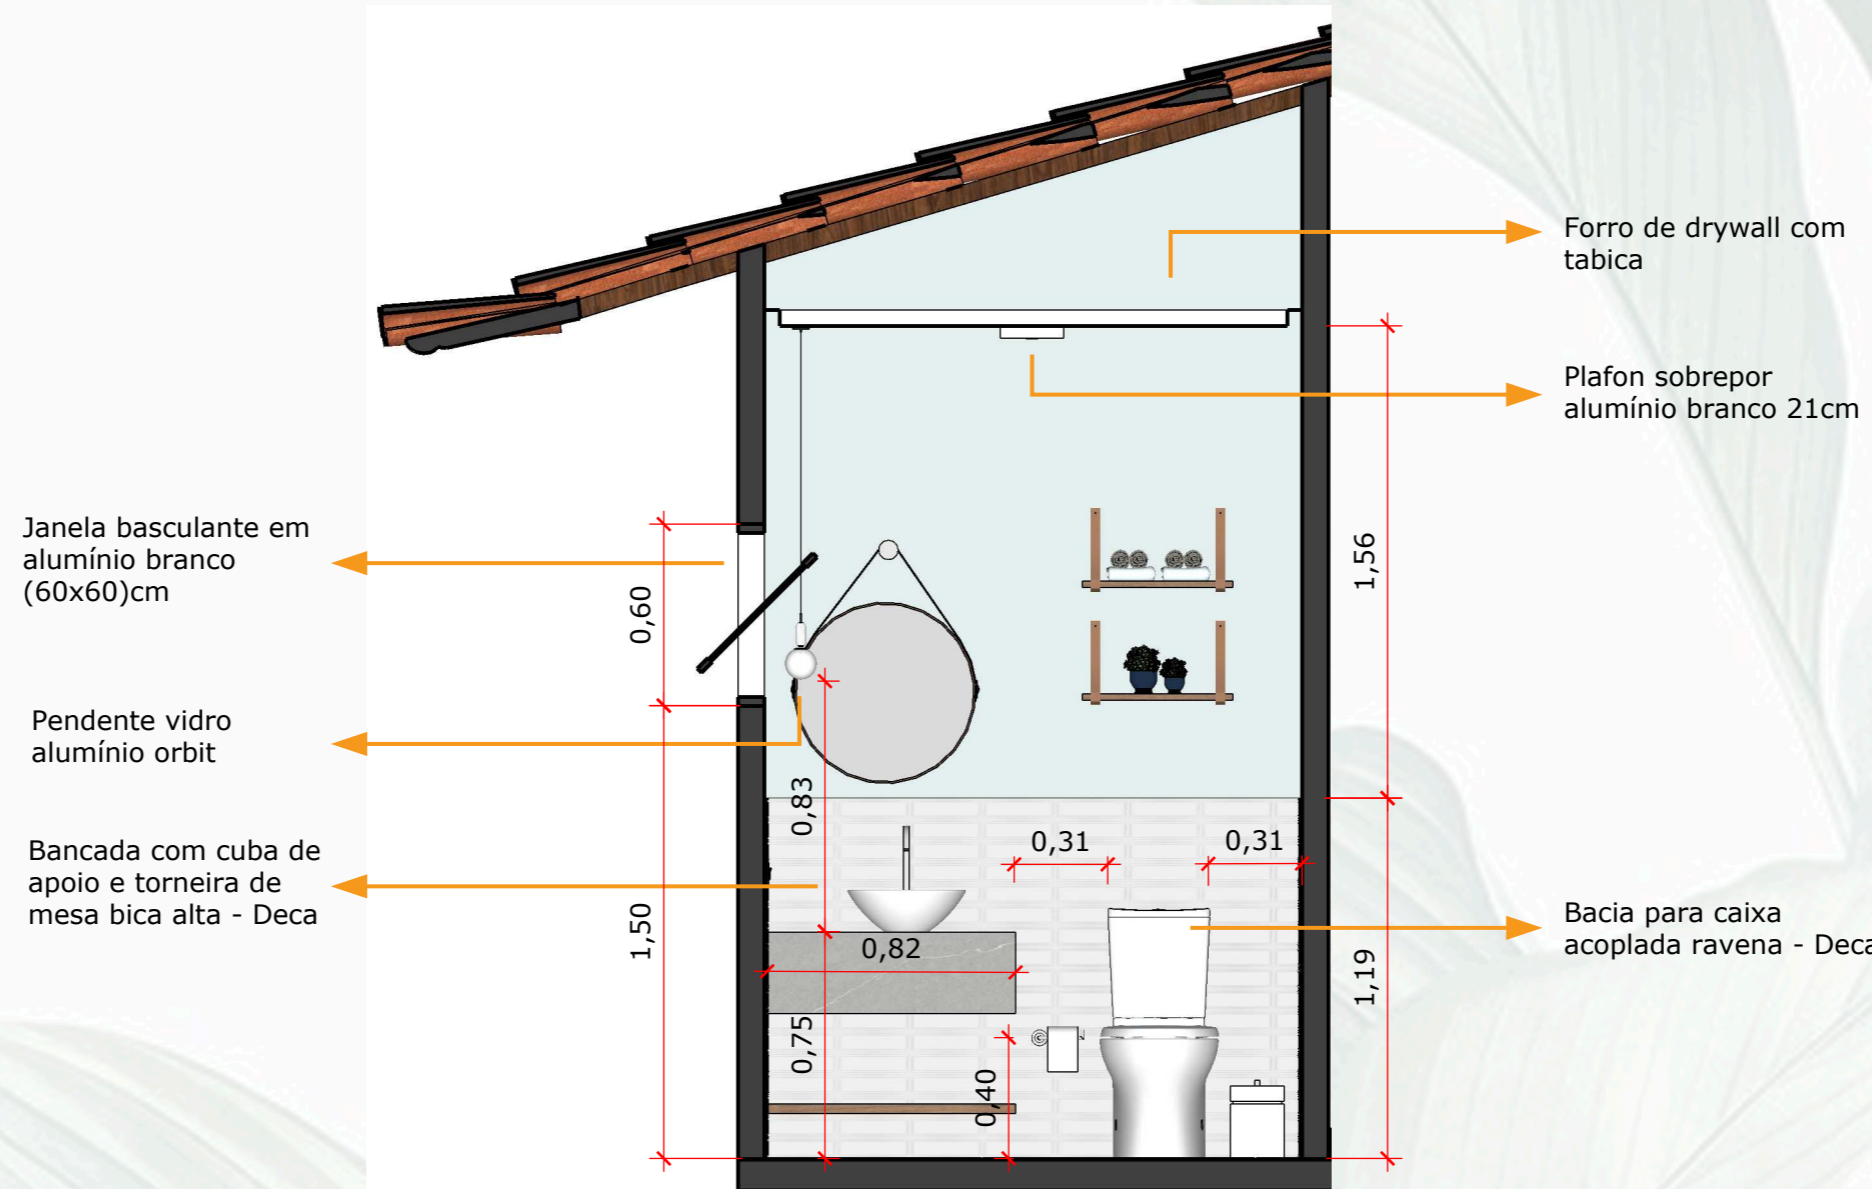 Forro de drywall com
tabica
Plafon sobrepor
alumínio branco 21cm
Janela basculante em
alumínio branco
(60x60)cm
0,60
1,56
Pendente vidro
alumínio orbit
0,83
0,31
0,31
Bancada com cuba de
apoio e torneira de
mesa bica alta - Deca
1,50
0,82
Bacia para caixa
acoplada ravena - Deca
1,19
0,75
0,40